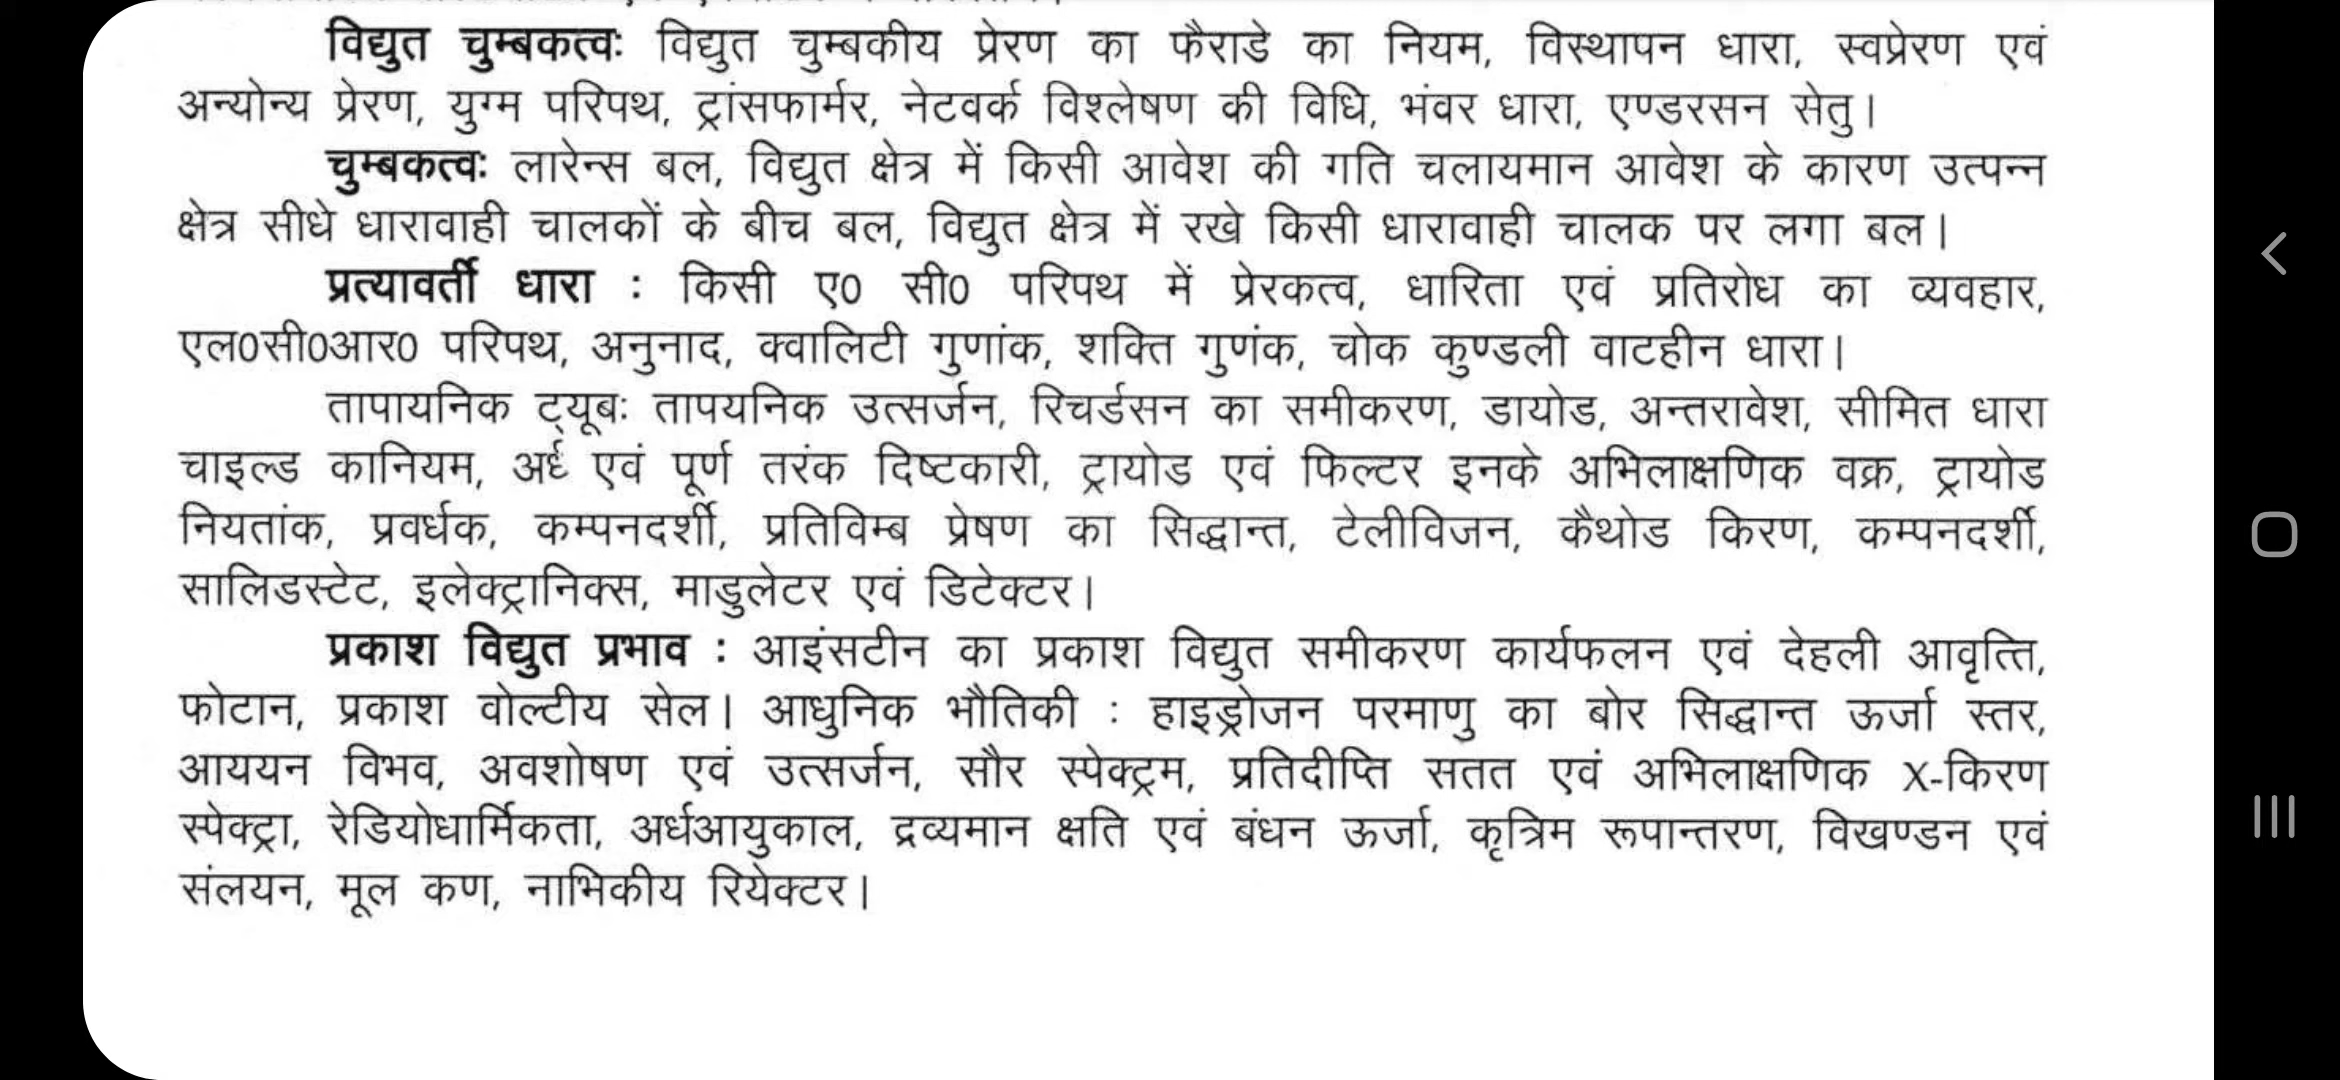 विद्युत चुम्बकत्वः विद्युत चुम्बकीय प्रेरण का फैराडे का नियम, विस्थापन धारा, स्वप्रेरण एवं
अन्योन्य प्रेरण, युग्म परिपथ, ट्रांसफार्मर, नेटवर्क विश्लेषण की विधि, भंवर धारा, एण्डरसन सेतु।
चुम्बकत्वः लारेन्स बल, विद्युत क्षेत्र में किसी आवेश की गति चलायमान आवेश के कारण उत्पन्न
क्षेत्र सीधे धारावाही चालकों के बीच बल, विद्युत क्षेत्र में रखे किसी धारावाही चालक पर लगा बल।
प्रत्यावर्ती धारा : किसी ए0 सी0 परिपथ में प्रेरकत्व, धारिता एवं प्रतिरोध का व्यवहार,
एल0सी0आर0 परिपथ, अनुनाद, क्वालिटी गुणांक, शक्ति गुणंक, चोक कुण्डली वाटहीन धारा।
तापायनिक ट्यूबः तापयनिक उत्सर्जन, रिचर्डसन का समीकरण, डायोड, अन्तरावेश, सीमित धारा
चाइल्ड कानियम, अर्ध एवं पूर्ण तरंक दिष्टकारी, ट्रायोड एवं फिल्टर इनके अभिलाक्षणिक वक्र, ट्रायोड
नियतांक, प्रवर्धक, कम्पनदर्शी, प्रतिविम्ब प्रेषण का सिद्धान्त, टेलीविजन, कैथोड किरण, कम्पनदर्शी,
सालिडस्टेट, इलेक्ट्रानिक्स, माडुलेटर एवं डिटेक्टर।
प्रकाश विद्युत प्रभाव : आइंसटीन का प्रकाश विद्युत समीकरण कार्यफलन एवं देहली आवृत्ति,
फोटान, प्रकाश वोल्टीय सेल। आधुनिक भौतिकी : हाइड्रोजन परमाणु का बोर सिद्धान्त ऊर्जा स्तर,
आययन विभव, अवशोषण एवं उत्सर्जन, सौर स्पेक्ट्रम, प्रतिदीप्ति सतत एवं अभिलाक्षणिक X-किरण
स्पेक्ट्रा, रेडियोधार्मिकता, अर्धआयुकाल, द्रव्यमान क्षति एवं बंधन ऊर्जा, कृत्रिम रूपान्तरण, विखण्डन एवं
संलयन, मूल कण, नाभिकीय रियेक्टर।